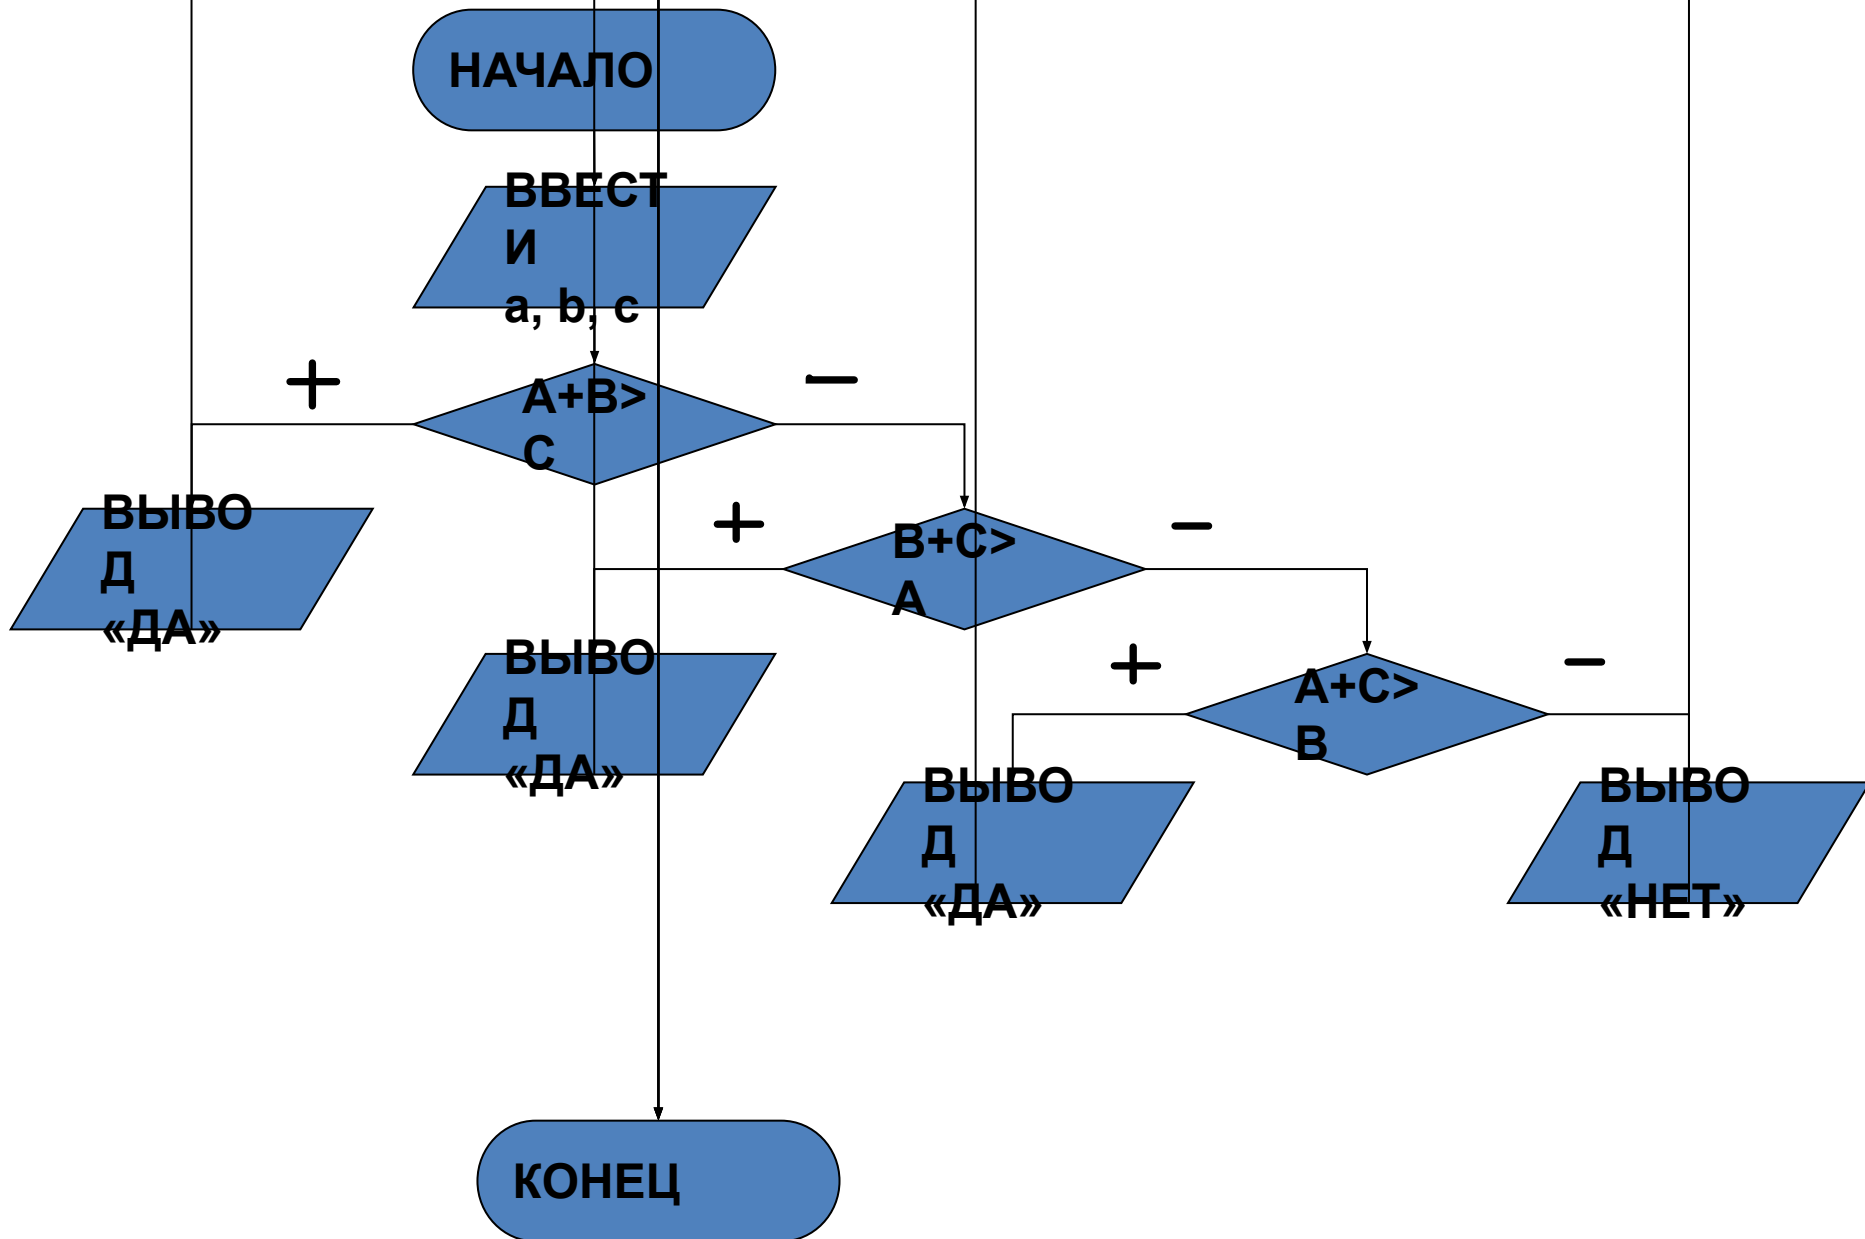 НАЧАЛО
ВВЕСТ
И
a, b, c
+
−
А+В>
С
ВЫВО
Д
«ДА»
+
−
В+С>
А
ВЫВО
Д
«ДА»
+
−
А+С>
В
ВЫВО
Д
«ДА»
ВЫВО
Д
«НЕТ»
КОНЕЦ